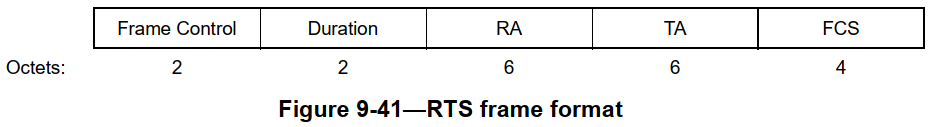 Frame Control Duration RA TA FCS
Octets: 2 2 6 6 4
Figure 9-41—RTS frame format